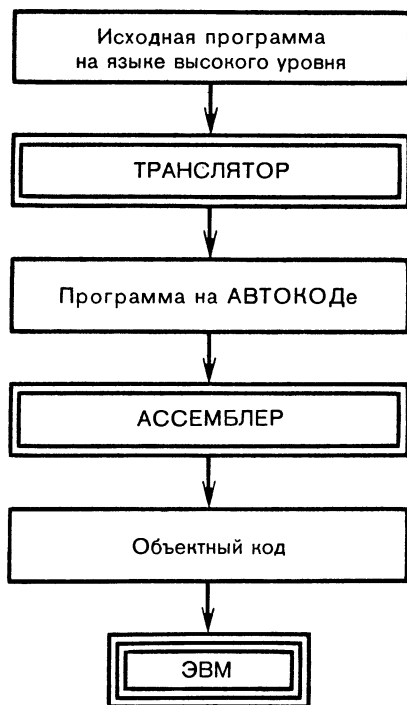 Исходная программа
на языке высокого уровня
ТРАНСЛЯТОР
Программа на АВТОКОДе
АССЕМБЛЕР
Объектный код
ЭВМ